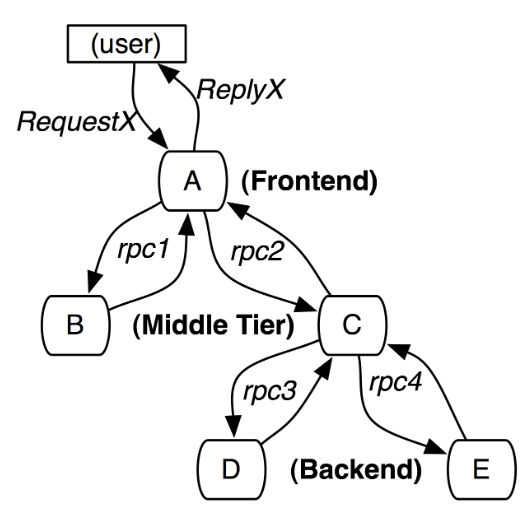 (user)
ReplyX
RequestX
A
(Frontend)
rpc1
rpc2
B
(Middle Tier)
C
rpc3
rpc4
D
(Backend)
E